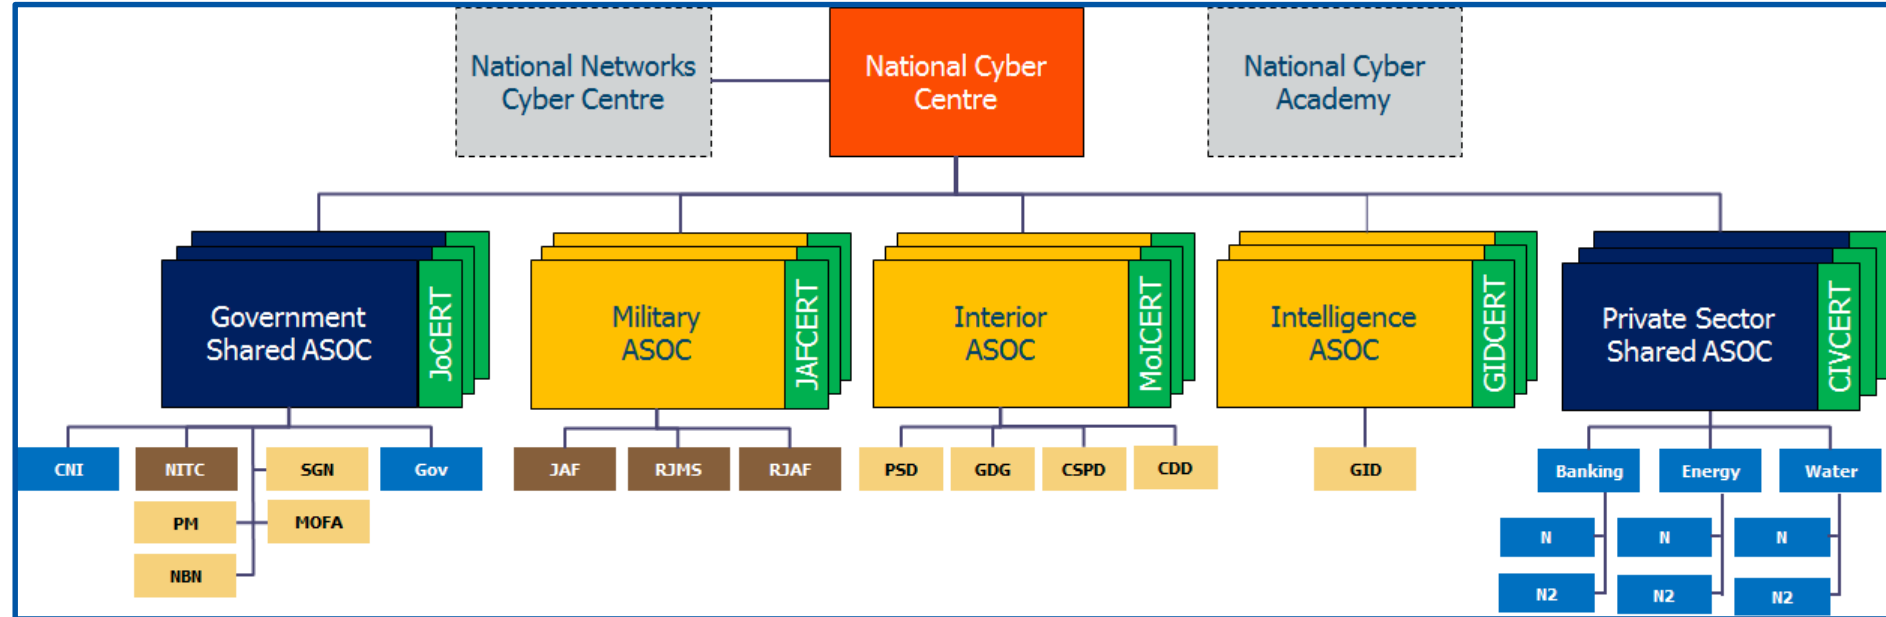 National Networks
Cyber Centre
National Cyber
Centre
National Cyber
Academy
Government
Shared ASOC
JoCERT
Military
ASOC
JAFCERT
Interior
ASOC
MoICERT
Intelligence
ASOC
GIDCERT
Private Sector
Shared ASOC
CIVCERT
CNI
NITC
SGN
Gov
PM
MOFA
NBN
JAF
RJMS
RJAF
PSD
GDG
CSPD
CDD
GID
Banking
Energy
Water
N
N
N
N2
N2
N2